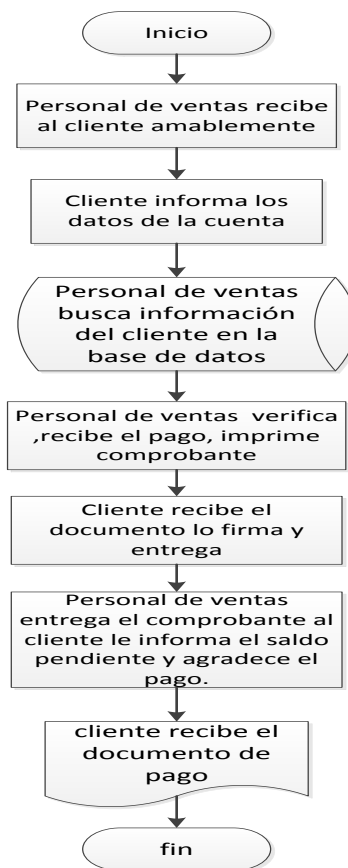 Inicio
Personal de ventas recibe
al cliente amablemente
Cliente informa los
datos de la cuenta
Personal de ventas
busca información
del cliente en la
base de datos
Personal de ventas verifica
,recibe el pago, imprime
comprobante
Cliente recibe el
documento lo firma y
entrega
Personal de ventas
entrega el comprobante al
cliente le informa el saldo
pendiente y agradece el
pago.
cliente recibe el
documento de
pago
fin